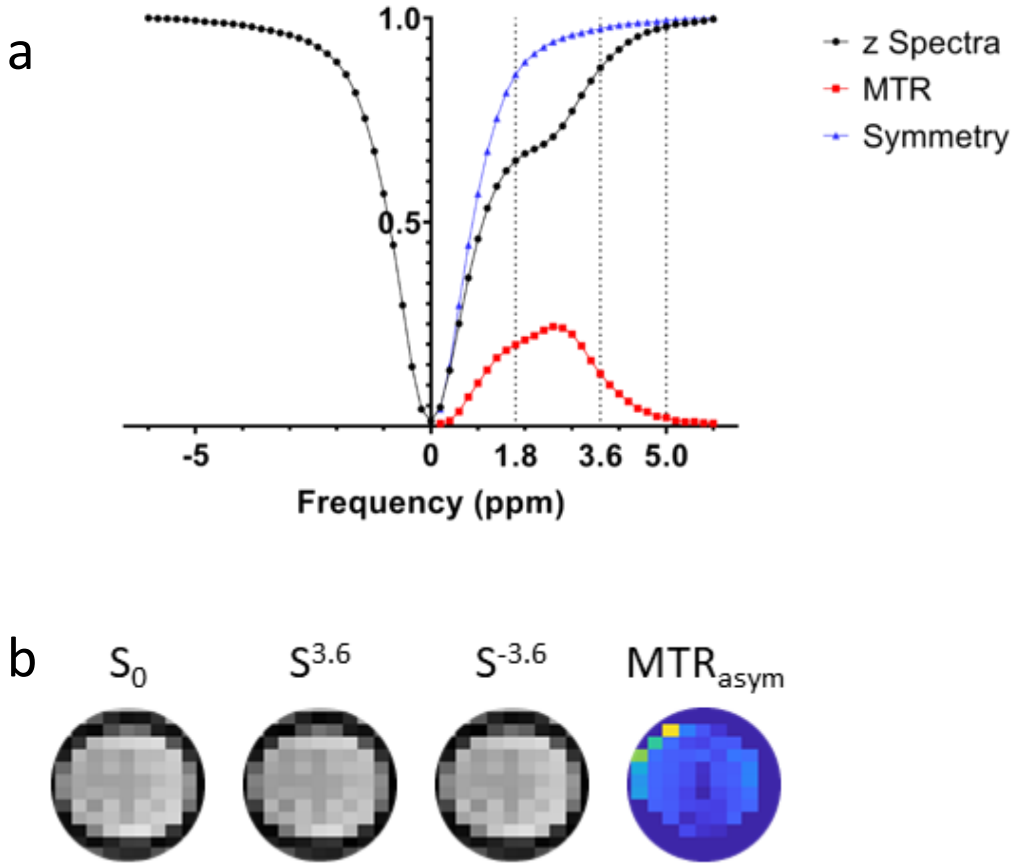 a
1.0
0.5
-5
0
1.8
3.6
5.0
Frequency (ppm)
z Spectra
MTR
Symmetry
b
S₀
S³·⁶
S⁻³·⁶
MTRasym